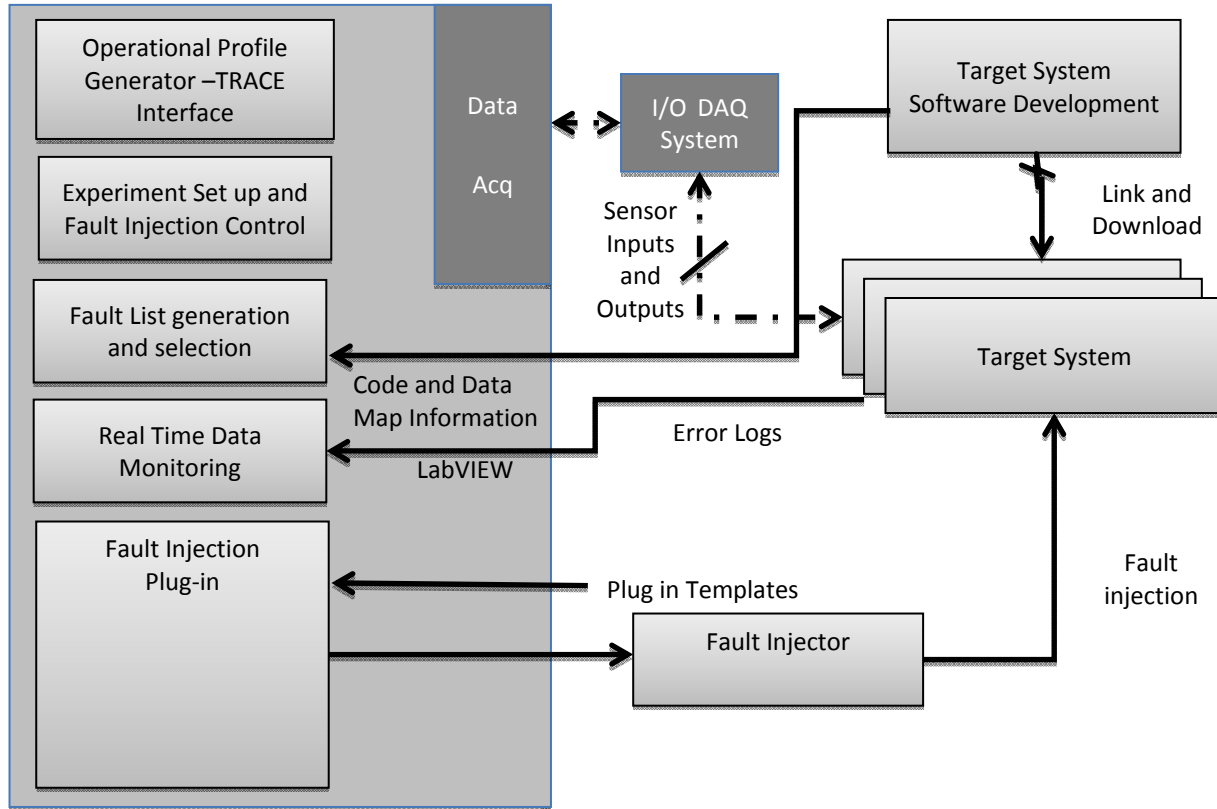 Operational Profile
Generator –TRACE
Interface
Experiment Set up and
Fault Injection Control
Fault List generation
and selection
Real Time Data
Monitoring
Fault Injection
Plug-in
Data
Acq
I/O DAQ
System
Sensor
Inputs
and
Outputs
Target System
Software Development
Link and
Download
Target System
Code and Data
Map Information
LabVIEW
Error Logs
Plug in Templates
Fault Injector
Fault
injection